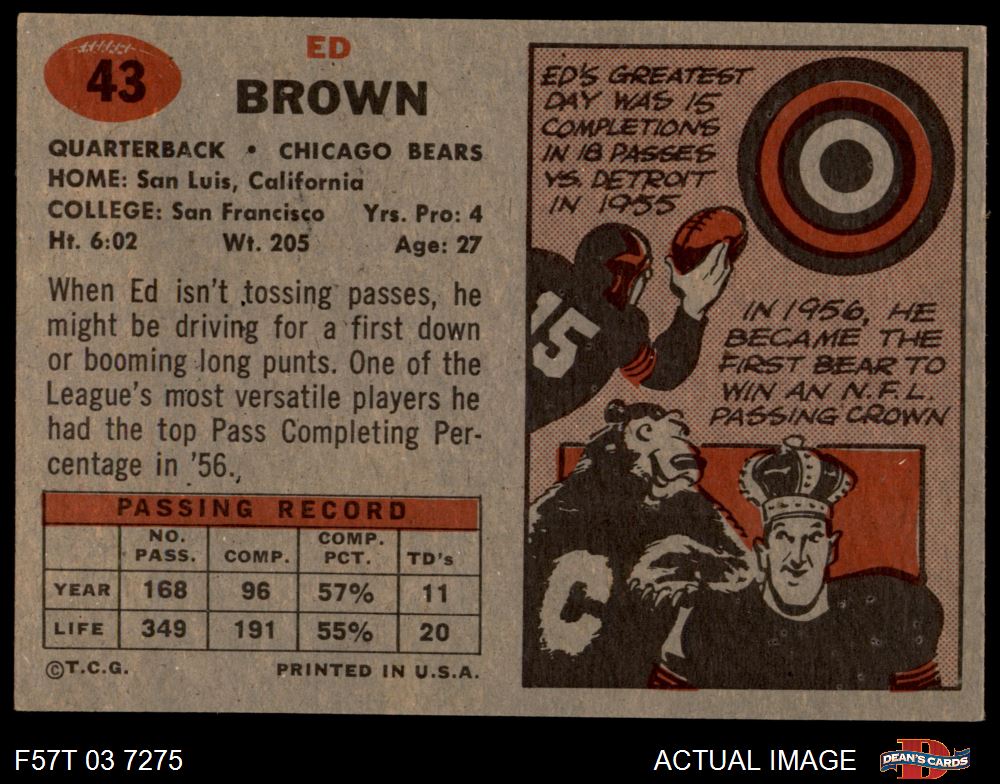 43
ED
BROWN
QUARTERBACK • CHICAGO BEARS
HOME: San Luis, California
COLLEGE: San Francisco Yrs. Pro: 4
Ht. 6:02 Wt. 205 Age: 27
When Ed isn't tossing passes, he
might be driving for a first down
or booming long punts. One of the
League's most versatile players he
had the top Pass Completing Per-
centage in '56.
PASSING RECORD
NO. PASS. COMP. COMP. PCT. TD's
YEAR 168 96 57% 11
LIFE 349 191 55% 20
©T.C.G. PRINTED IN U.S.A.
ED'S GREATEST
DAY WAS 15
COMPLETIONS
IN 18 PASSES
VS. DETROIT
IN 1955
15
IN 1956, HE
BECAME THE
FIRST BEAR TO
WIN AN N.F.L.
PASSING CROWN
C
F57T 03 7275
ACTUAL IMAGE
D
DEAN'S CARDS